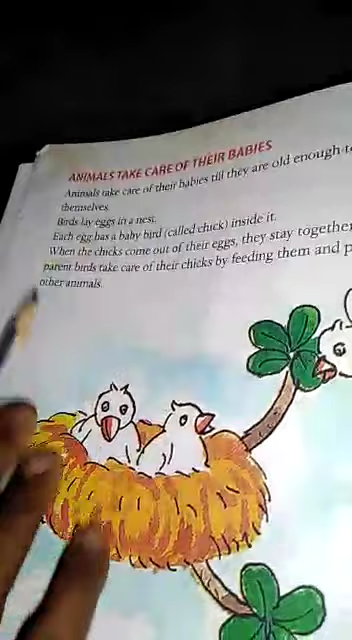 ANIMALS TAKE CARE OF THEIR BABIES
Animals take care of their babies till they are old enough
themselves.
Birds lay eggs in a nest.
Each egg has a baby bird (called chick) inside it.
When the chicks come out of their eggs, they stay together
parent birds take care of their chicks by feeding them and
other animals.